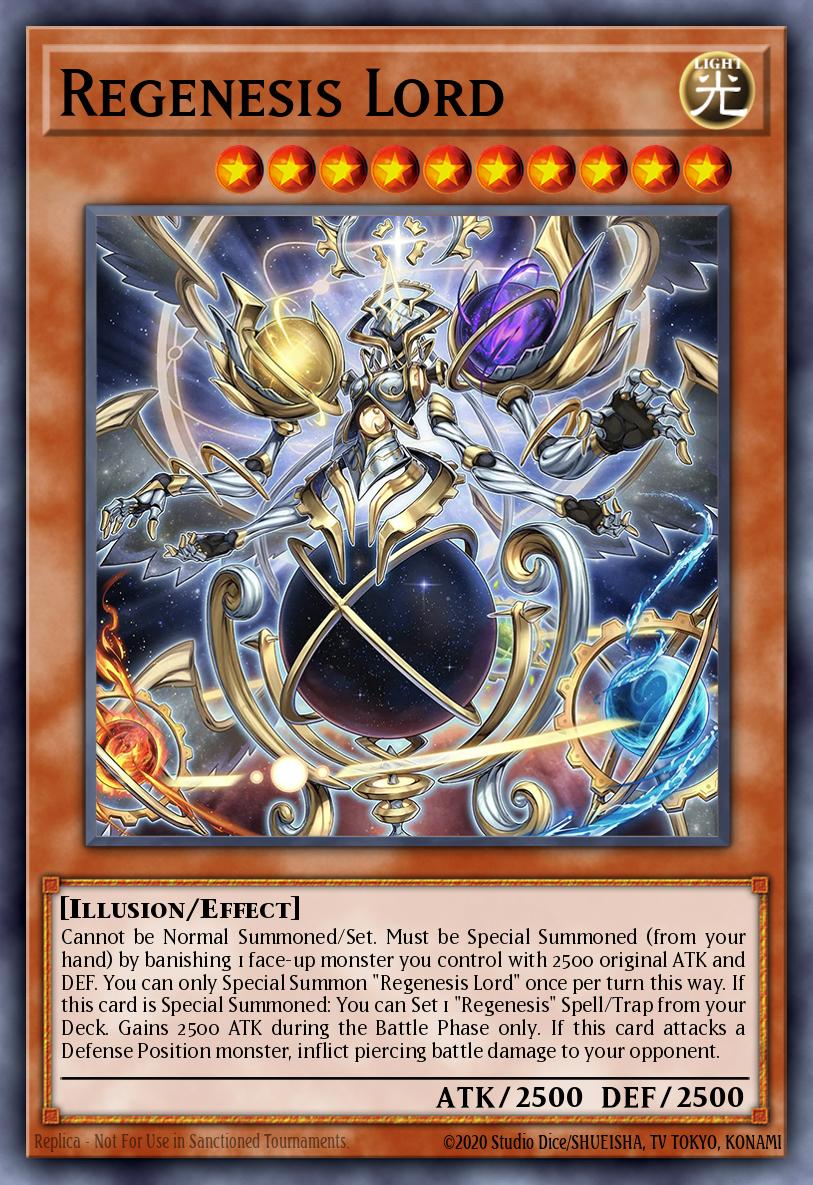 Regenesis Lord
LIGHT
光
[Illusion/Effect]
Cannot be Normal Summoned/Set. Must be Special Summoned (from your
hand) by banishing 1 face-up monster you control with 2500 original ATK and
DEF. You can only Special Summon "Regenesis Lord" once per turn this way. If
this card is Special Summoned: You can Set 1 "Regenesis" Spell/Trap from your
Deck. Gains 2500 ATK during the Battle Phase only. If this card attacks a
Defense Position monster, inflict piercing battle damage to your opponent.
ATK/2500 DEF/2500
Replica - Not For Use in Sanctioned Tournaments.
©2020 Studio Dice/SHUEISHA, TV TOKYO, KONAMI